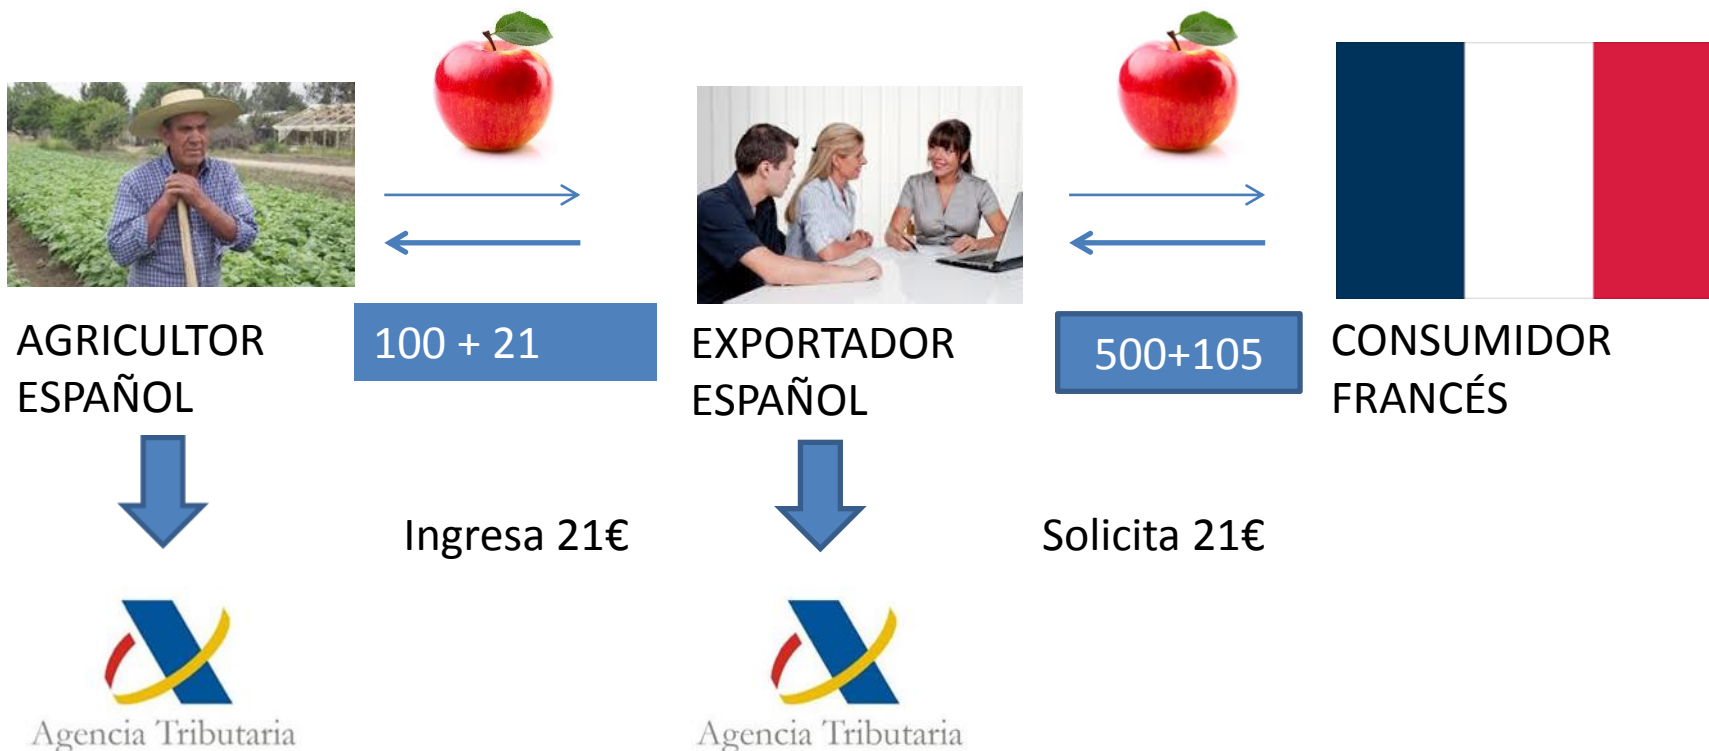 AGRICULTOR
ESPAÑOL
100 + 21
EXPORTADOR
ESPAÑOL
500+105
CONSUMIDOR
FRANCÉS
Ingresa 21€
Solicita 21€
Agencia Tributaria
Agencia Tributaria